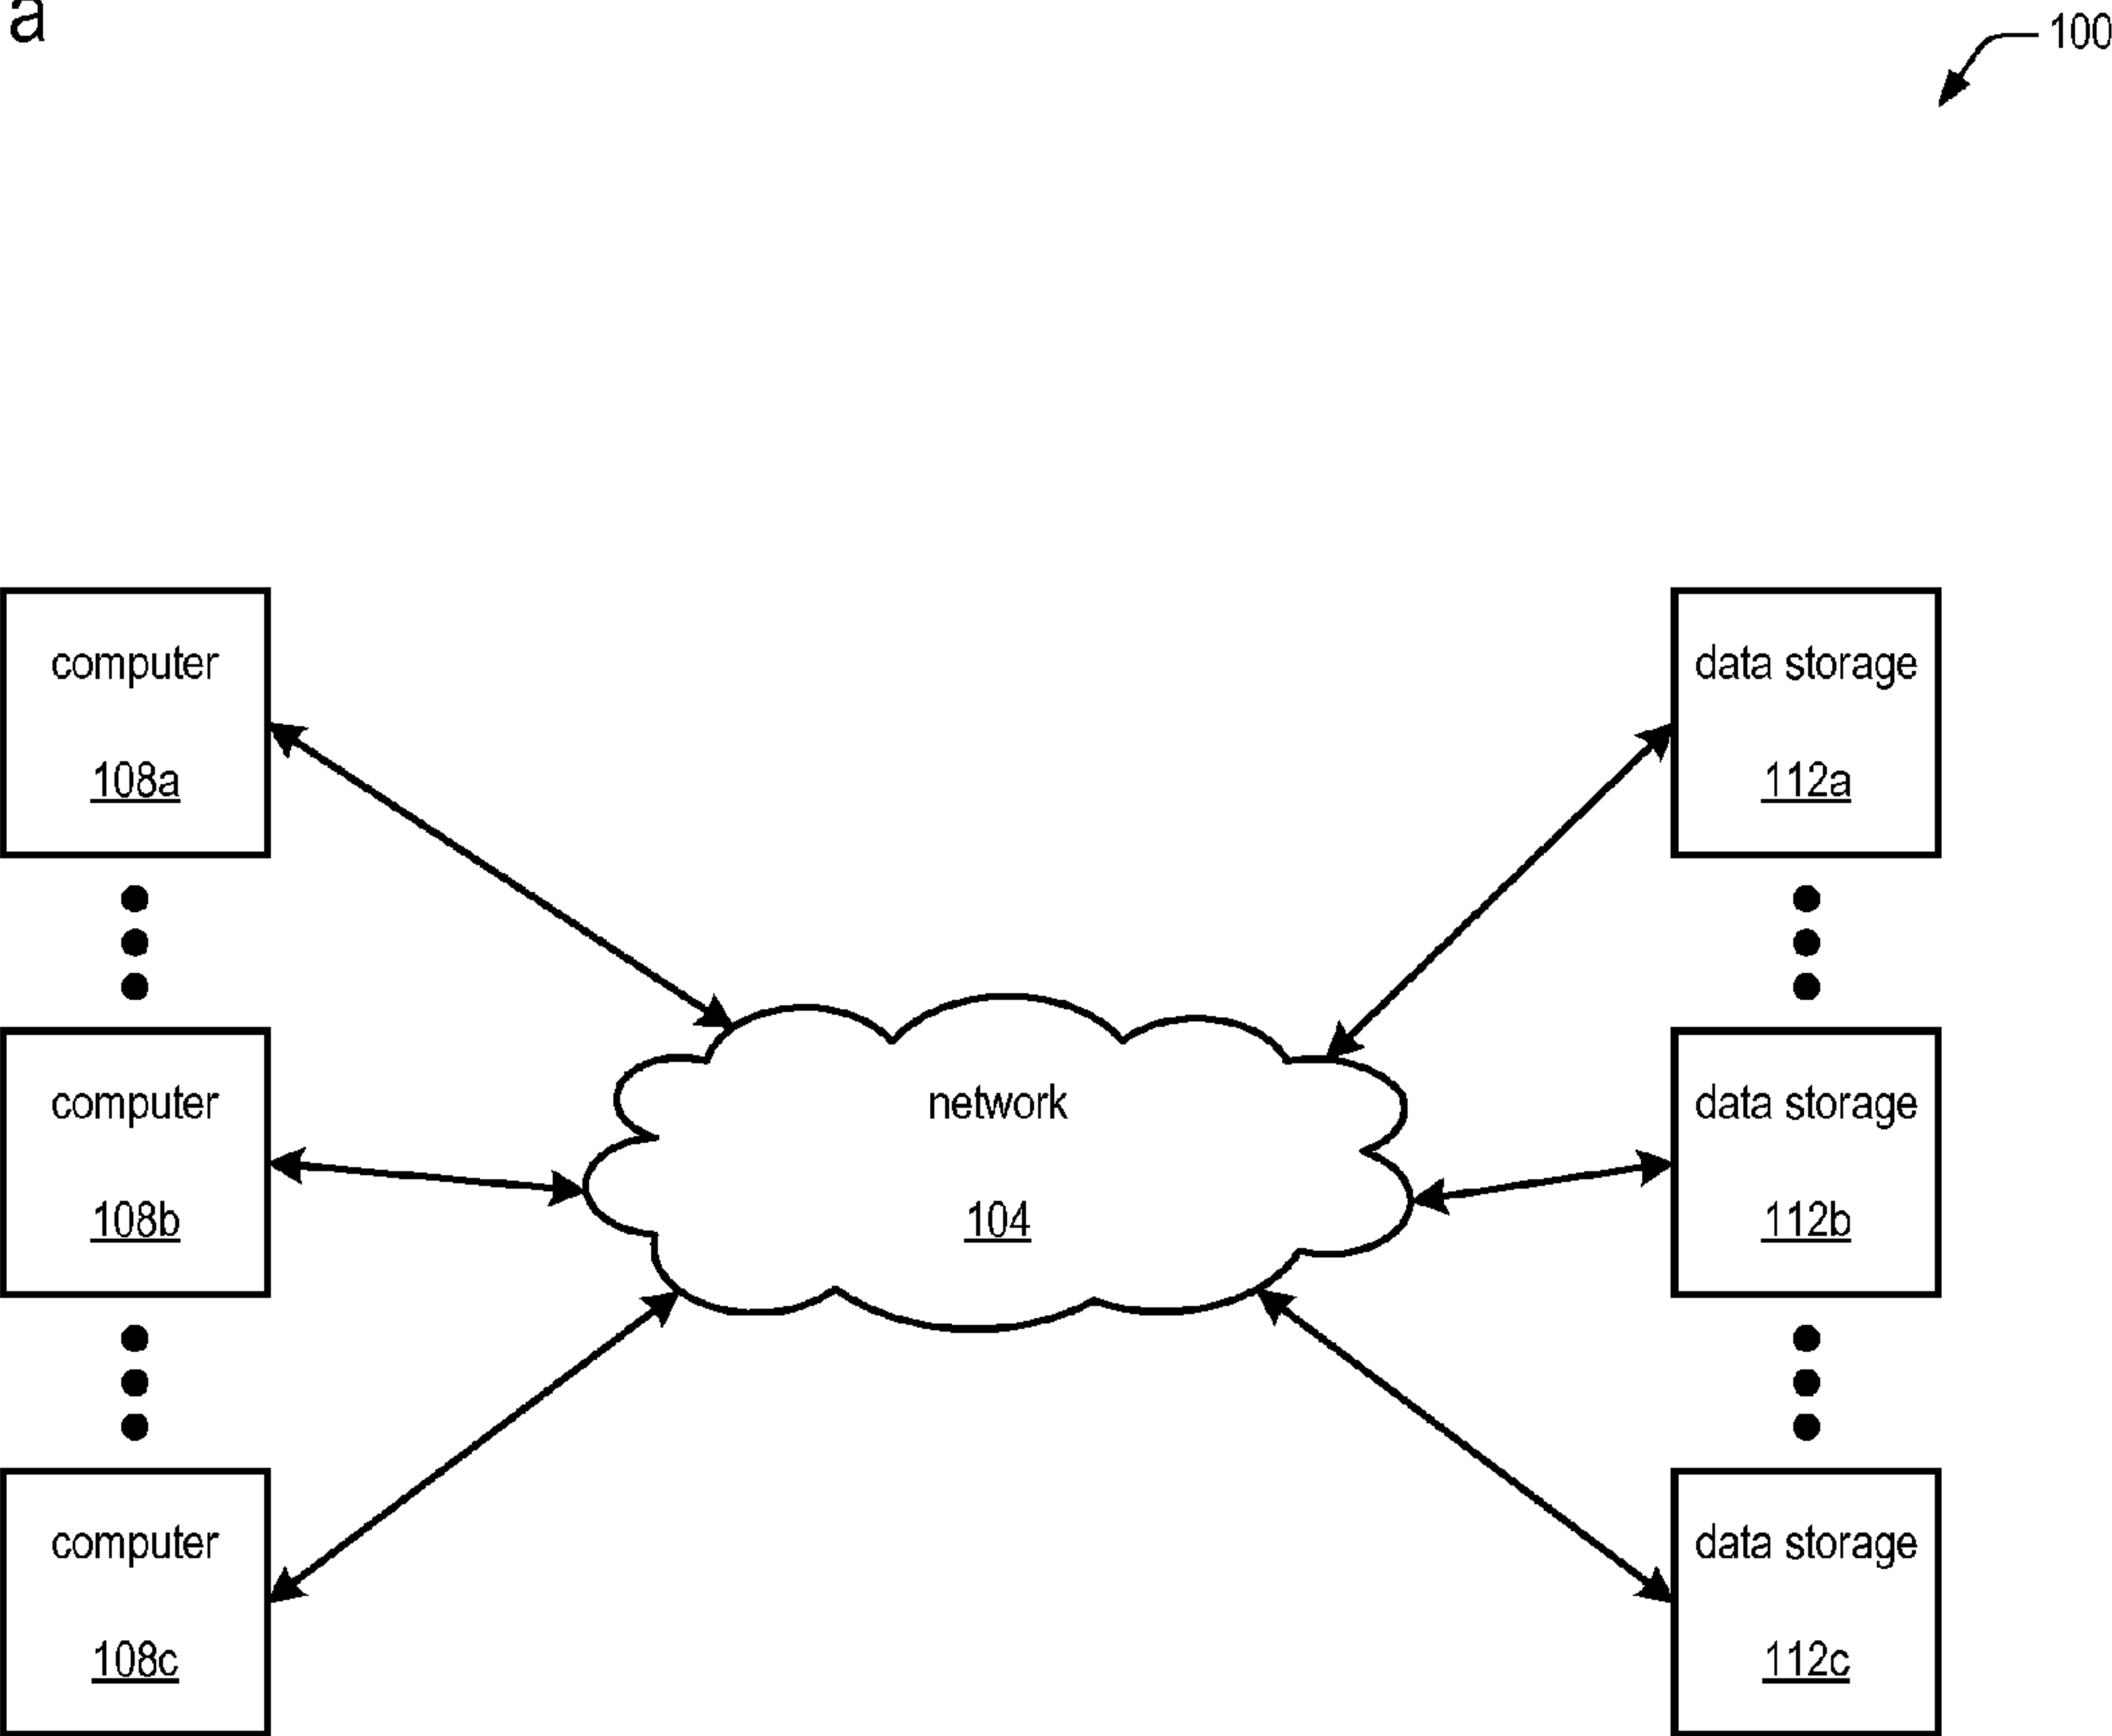 a
100
computer
108a
data storage
112a
computer
108b
network
104
data storage
112b
computer
108c
data storage
112c